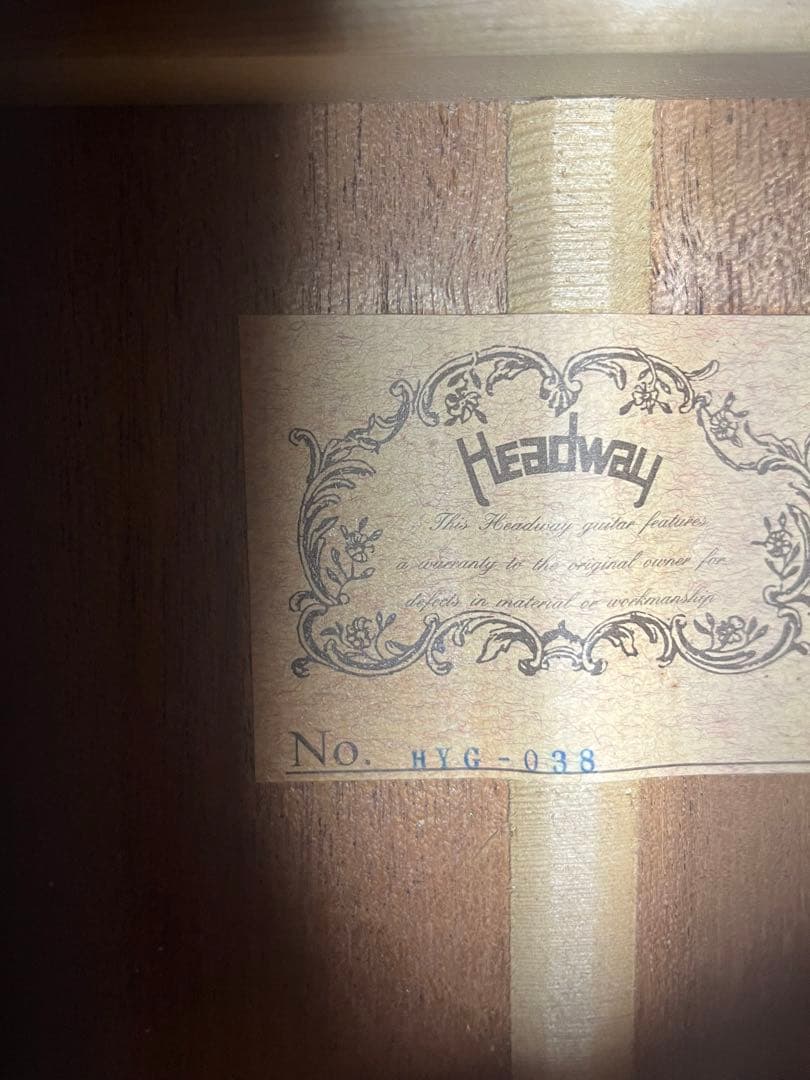 Headway
This Headway guitar features
a warranty to the original owner for
defects in material or workmanship
No. HYG-038